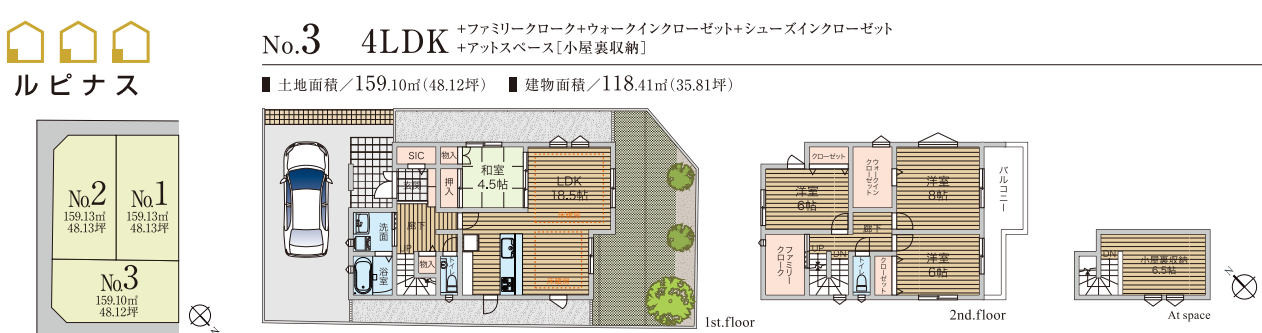 ルピナス
No.3 4LDK +ファミリークローク+ウォークインクローゼット+シューズインクローゼット
+アットスペース[小屋裏収納]
土地面積／159.10㎡(48.12坪) 建物面積／118.41㎡(35.81坪)
No.2
159.13㎡
48.13坪
No.1
159.13㎡
48.13坪
No.3
159.10㎡
48.12坪
N
SIC
物入
和室
4.5帖
LDK
18.5帖
玄関
押入
洗面
廊下
UP
物入
トイレ
浴室
1st.floor
クローゼット
ウォークイン
クローゼット
洋室
8帖
バルコニー
洋室
6帖
廊下
ファミリー
クローク
UP
DN
トイレ
クローゼット
洋室
6帖
2nd.floor
DN
小屋裏収納
6.5帖
At space
N